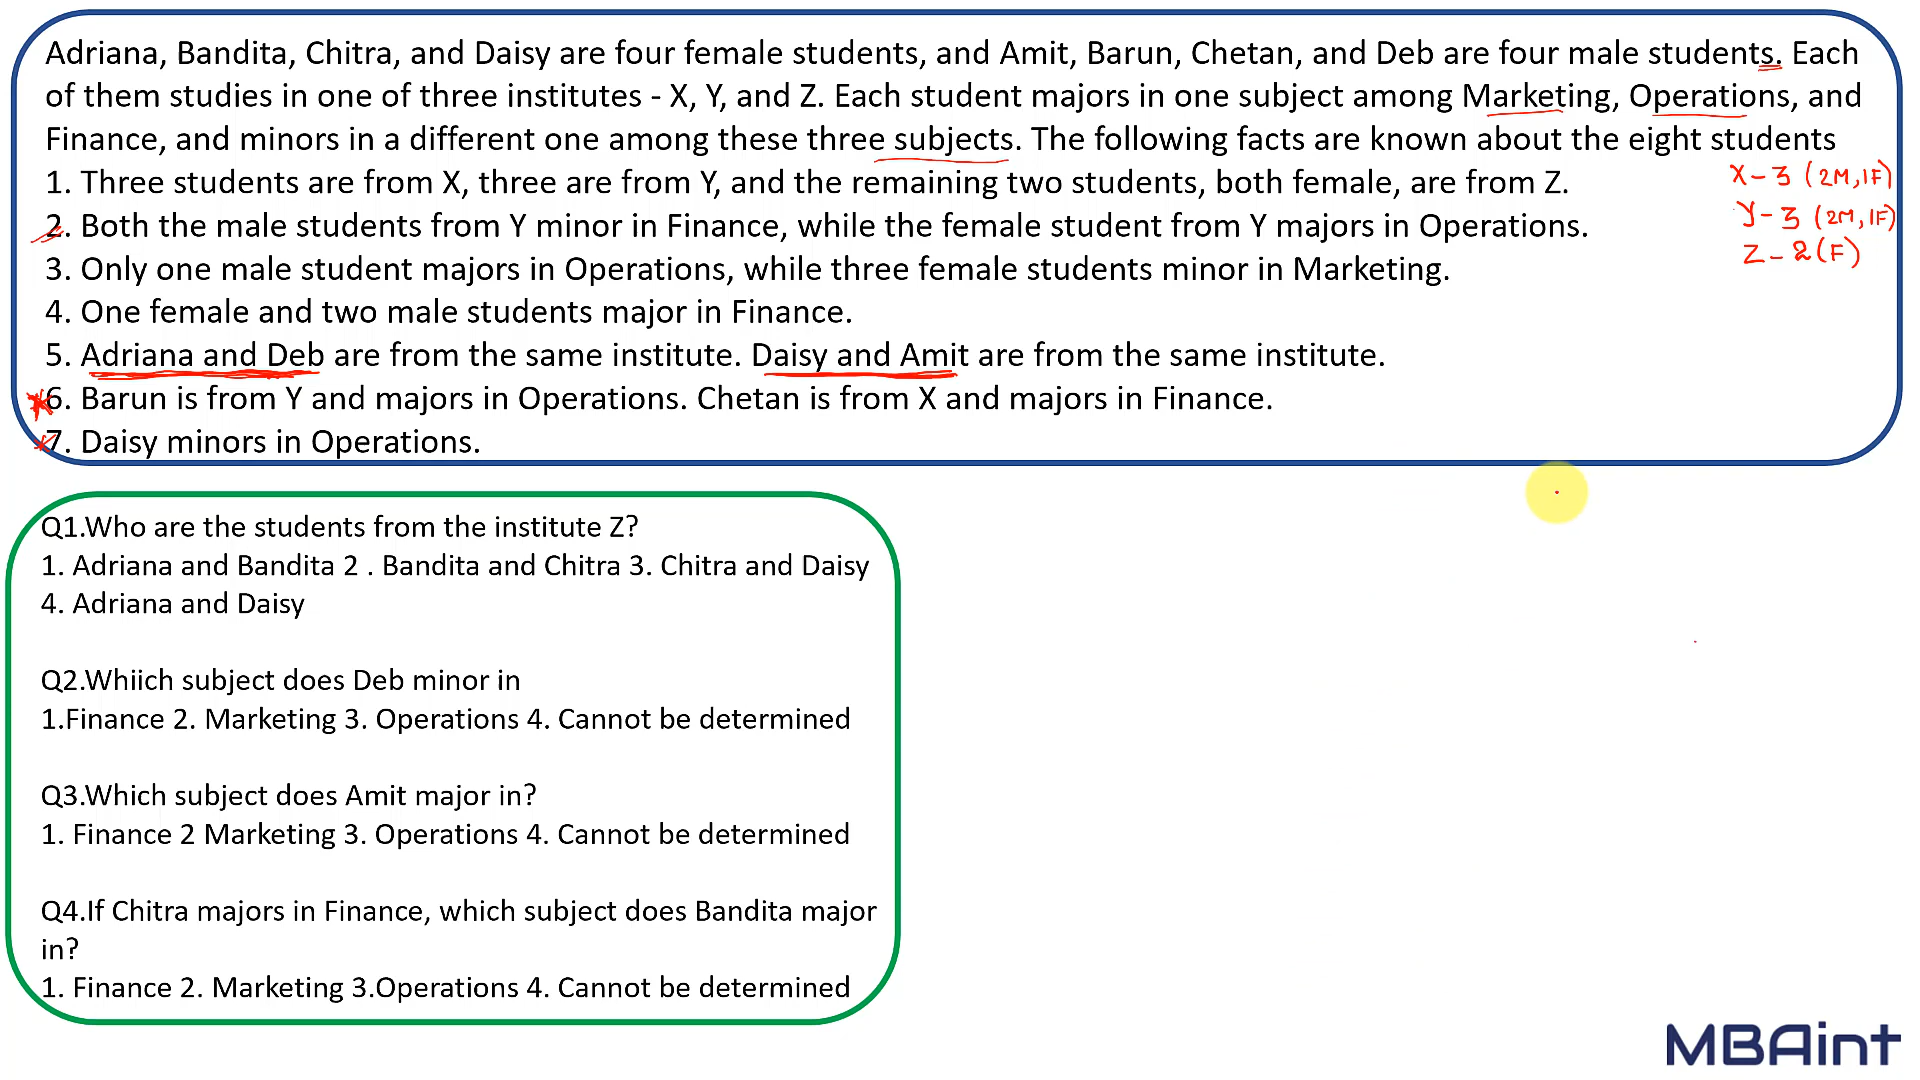 Adriana, Bandita, Chitra, and Daisy are four female students, and Amit, Barun, Chetan, and Deb are four male students. Each
of them studies in one of three institutes - X, Y, and Z. Each student majors in one subject among Marketing, Operations, and
Finance, and minors in a different one among these three subjects. The following facts are known about the eight students
1. Three students are from X, three are from Y, and the remaining two students, both female, are from Z.
2. Both the male students from Y minor in Finance, while the female student from Y majors in Operations.
3. Only one male student majors in Operations, while three female students minor in Marketing.
4. One female and two male students major in Finance.
5. Adriana and Deb are from the same institute. Daisy and Amit are from the same institute.
6. Barun is from Y and majors in Operations. Chetan is from X and majors in Finance.
7. Daisy minors in Operations.
X - 3 (2M, 1F)
Y - 3 (2M, 1F)
Z - 2 (F)
Q1.Who are the students from the institute Z?
1. Adriana and Bandita 2 . Bandita and Chitra 3. Chitra and Daisy
4. Adriana and Daisy
Q2.Whiich subject does Deb minor in
1.Finance 2. Marketing 3. Operations 4. Cannot be determined
Q3.Which subject does Amit major in?
1. Finance 2 Marketing 3. Operations 4. Cannot be determined
Q4.If Chitra majors in Finance, which subject does Bandita major
in?
1. Finance 2. Marketing 3.Operations 4. Cannot be determined
MBAint